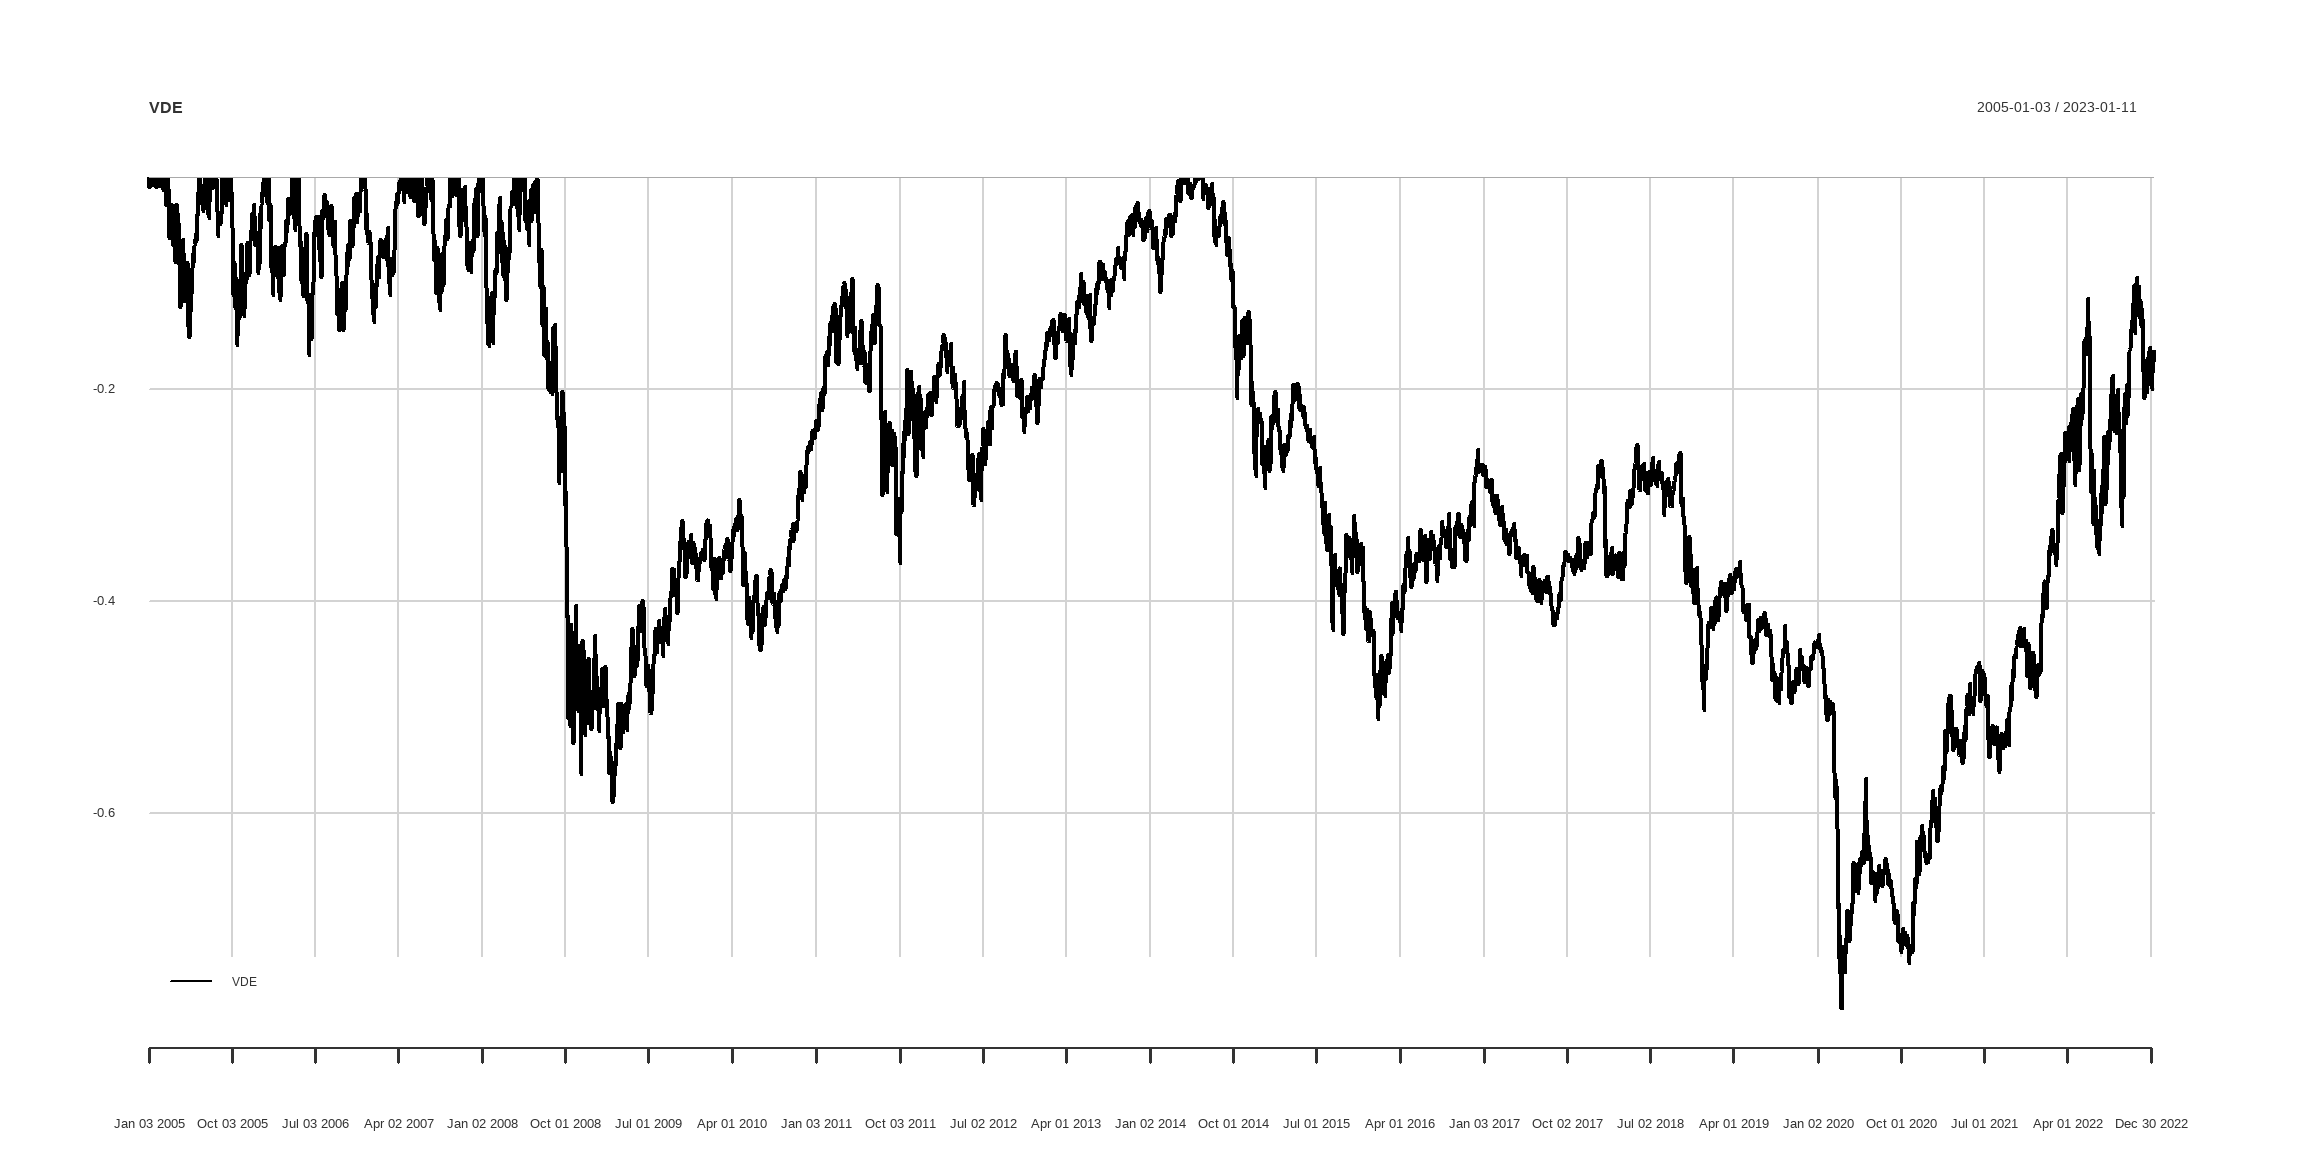 VDE 2005-01-03 / 2023-01-11
-0.2
-0.4
-0.6
VDE
Jan 03 2005 Oct 03 2005 Jul 03 2006 Apr 02 2007 Jan 02 2008 Oct 01 2008 Jul 01 2009 Apr 01 2010 Jan 03 2011 Oct 03 2011 Jul 02 2012 Apr 01 2013 Jan 02 2014 Oct 01 2014 Jul 01 2015 Apr 01 2016 Jan 03 2017 Oct 02 2017 Jul 02 2018 Apr 01 2019 Jan 02 2020 Oct 01 2020 Jul 01 2021 Apr 01 2022 Dec 30 2022